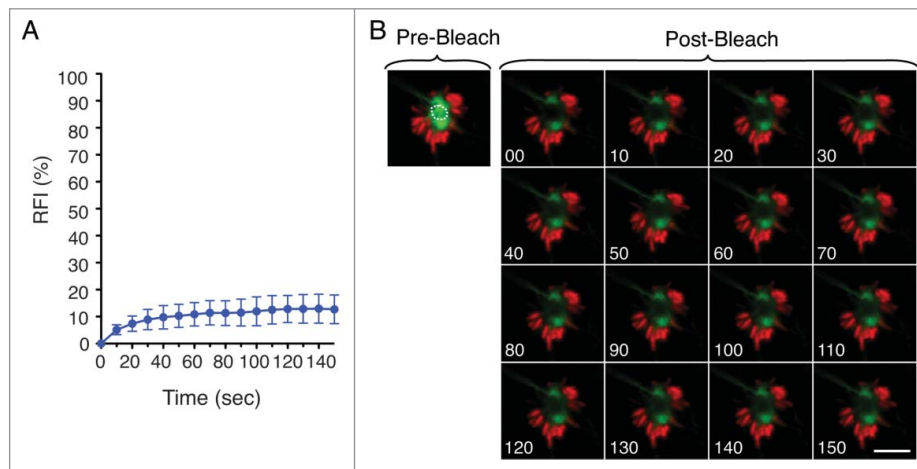 A
RFI (%)
100
90
80
70
60
50
40
30
20
10
0
0 20 40 60 80 100 120 140
Time (sec)
B
Pre-Bleach
Post-Bleach
00 10 20 30
40 50 60 70
80 90 100 110
120 130 140 150